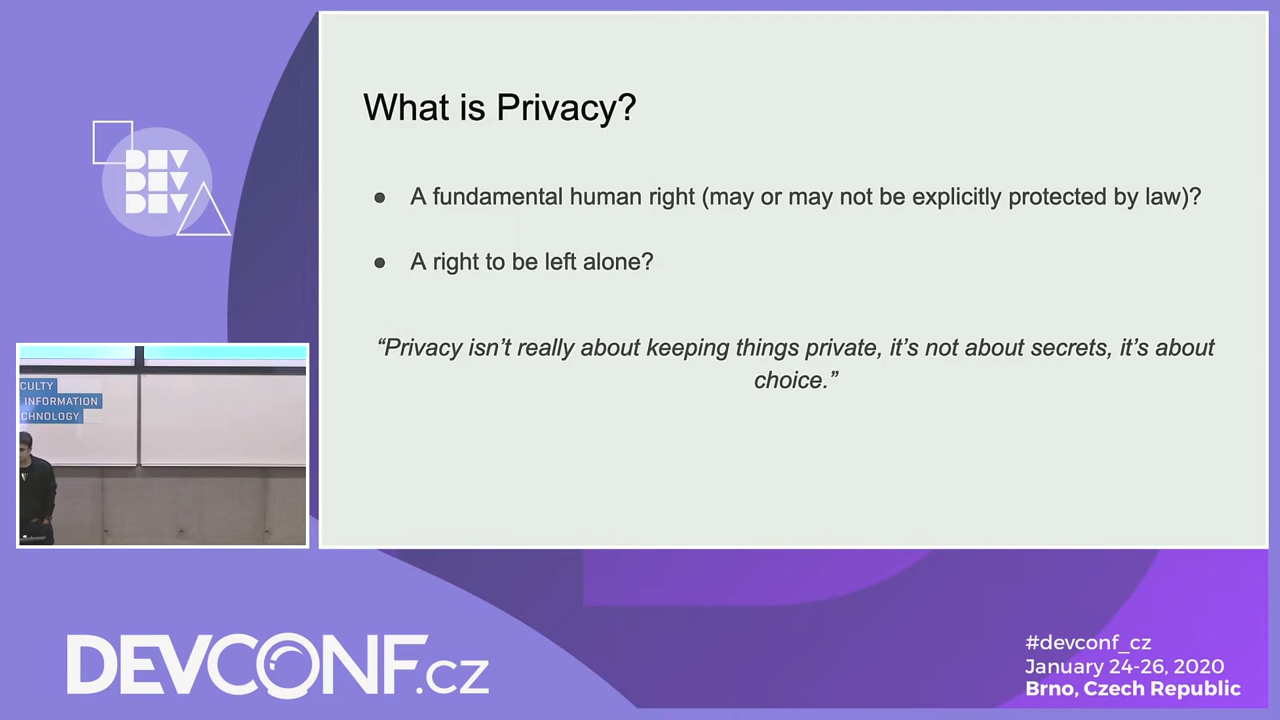 What is Privacy?
● A fundamental human right (may or may not be explicitly protected by law)?
● A right to be left alone?
“Privacy isn’t really about keeping things private, it’s not about secrets, it’s about
choice.”
DEV
DEV
DEV
CULTY
INFORMATION
CHNOLOGY
DEVCONF.cz
#devconf_cz
January 24-26, 2020
Brno, Czech Republic